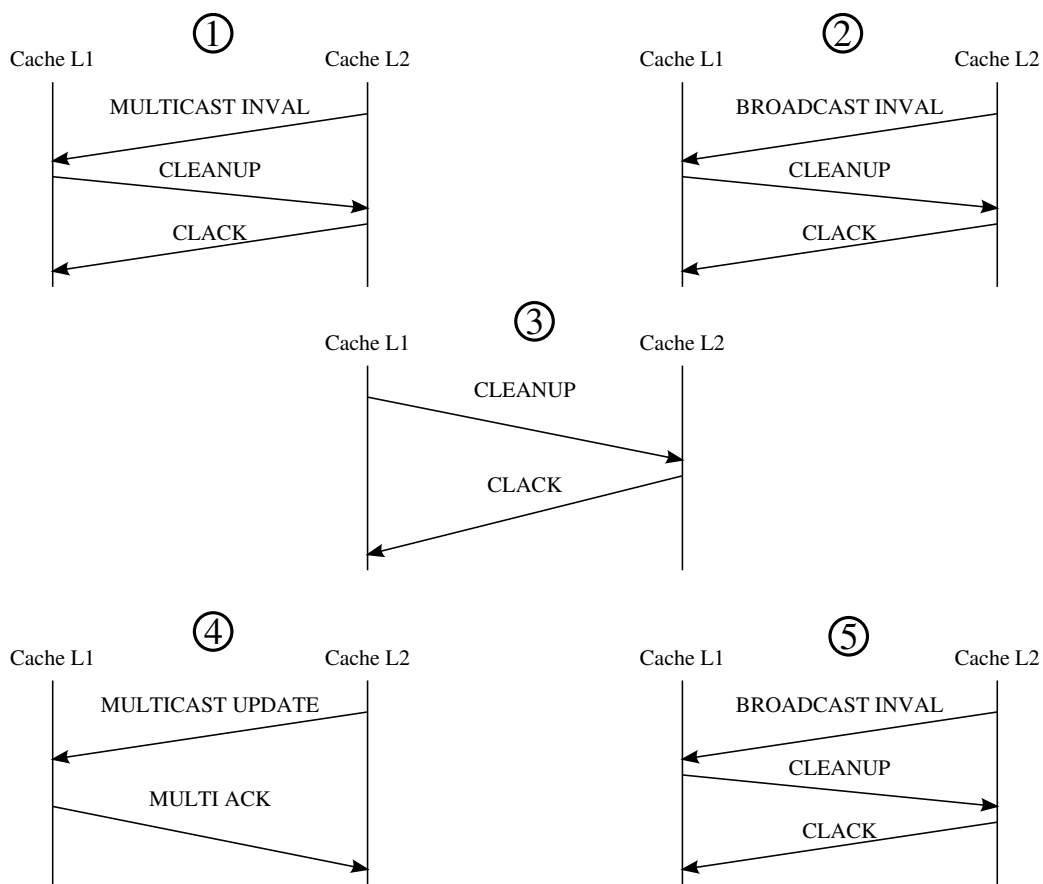 ① ②
Cache L1 Cache L2 Cache L1 Cache L2
MULTICAST INVAL BROADCAST INVAL
CLEANUP CLEANUP
CLACK CLACK
③
Cache L1 Cache L2
CLEANUP
CLACK
④ ⑤
Cache L1 Cache L2 Cache L1 Cache L2
MULTICAST UPDATE BROADCAST INVAL
CLEANUP
MULTI ACK
CLACK